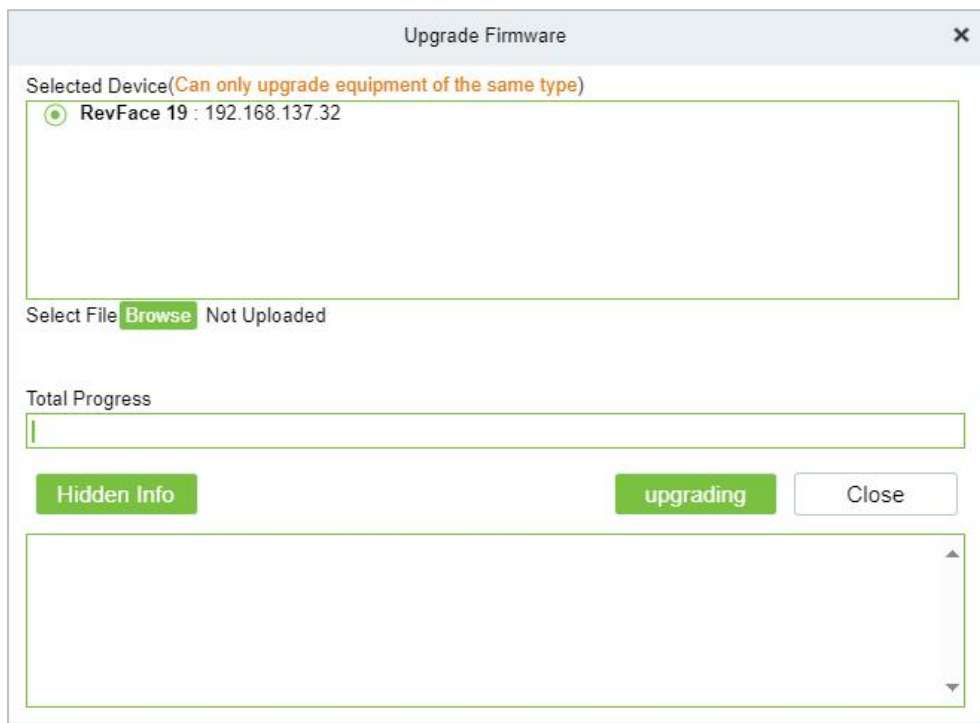 Upgrade Firmware
Selected Device(Can only upgrade equipment of the same type)
RevFace 19 : 192.168.137.32
Select File Browse Not Uploaded
Total Progress
Hidden Info upgrading Close